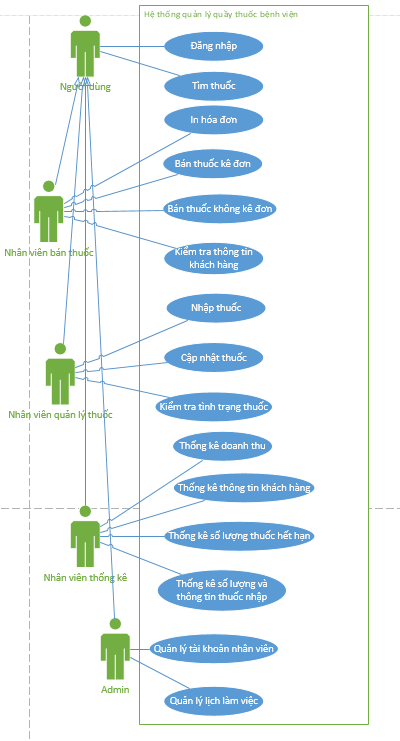 Hệ thống quản lý quầy thuốc bệnh viện
Đăng nhập
Tìm thuốc
Người dùng
In hóa đơn
Bán thuốc kê đơn
Bán thuốc không kê đơn
Nhân viên bán thuốc
Kiểm tra thông tin
khách hàng
Nhập thuốc
Cập nhật thuốc
Kiểm tra tình trạng thuốc
Nhân viên quản lý thuốc
Thống kê doanh thu
Thống kê thông tin khách hàng
Thống kê số lượng thuốc hết hạn
Nhân viên thống kê
Thống kê số lượng và
thông tin thuốc nhập
Quản lý tài khoản nhân viên
Admin
Quản lý lịch làm việc